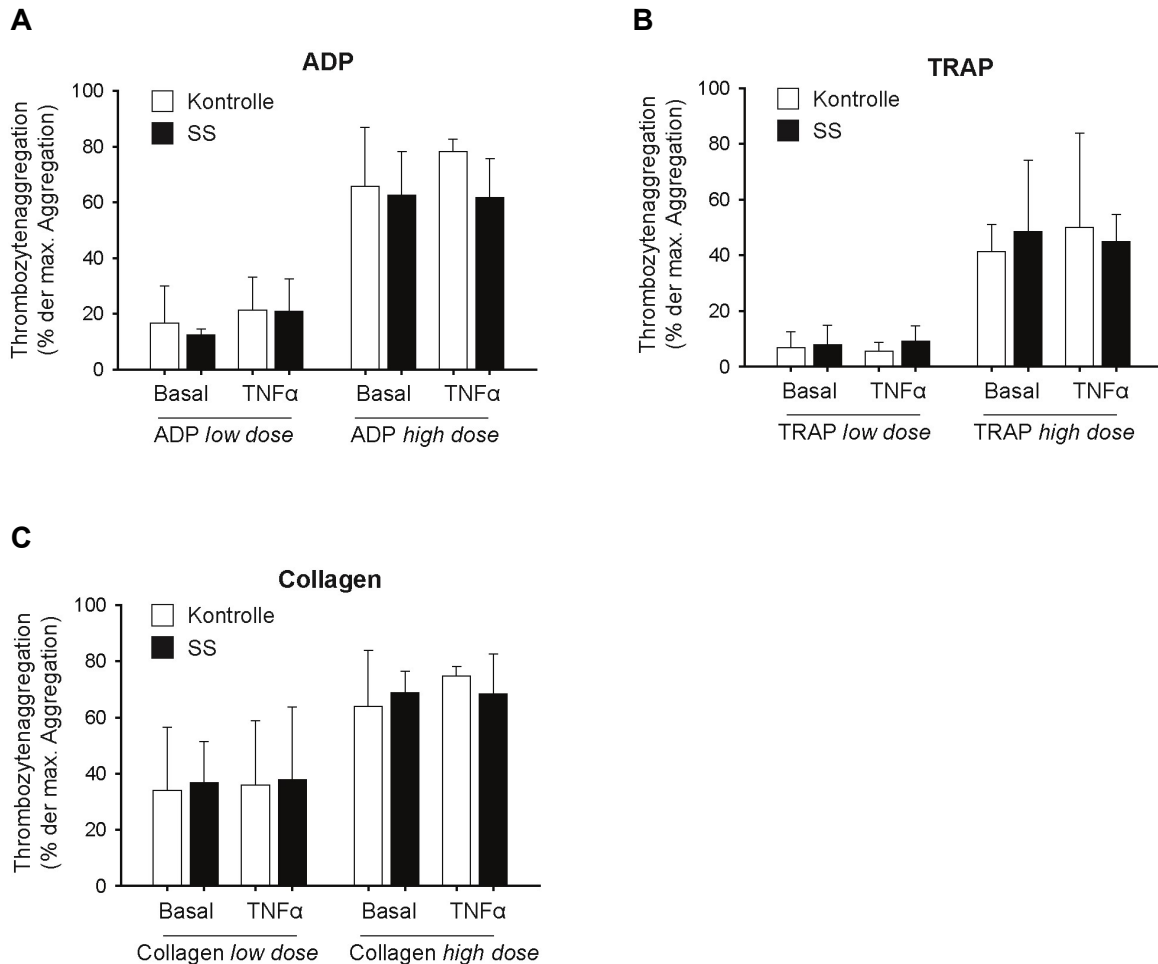 A
ADP
Thrombozytenaggregation
(% der max. Aggregation)
100
80
60
40
20
0
Kontrolle
SS
Basal TNFα Basal TNFα
ADP low dose ADP high dose
B
TRAP
Thrombozytenaggregation
(% der max. Aggregation)
100
80
60
40
20
0
Kontrolle
SS
Basal TNFα Basal TNFα
TRAP low dose TRAP high dose
C
Collagen
Thrombozytenaggregation
(% der max. Aggregation)
100
80
60
40
20
0
Kontrolle
SS
Basal TNFα Basal TNFα
Collagen low dose Collagen high dose